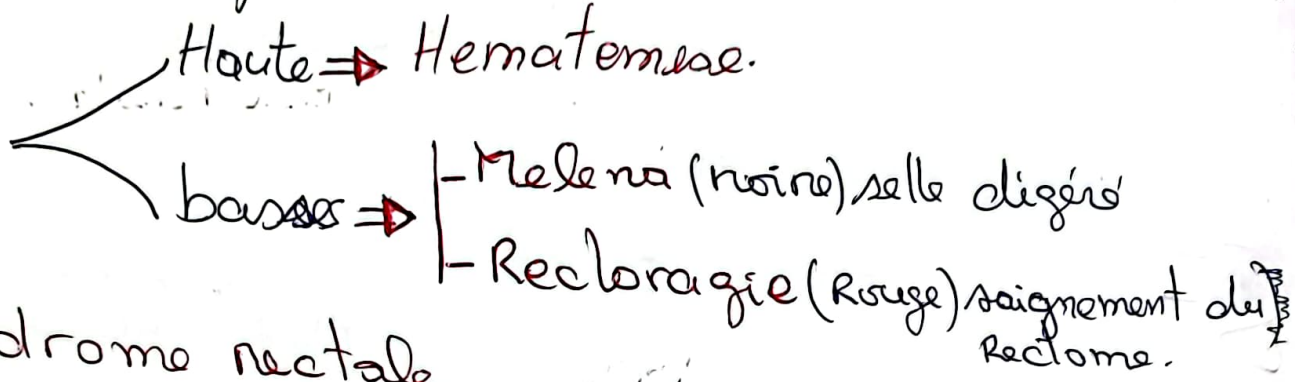 Haute ⇒ Hematemese.
basses ⇒
- Melena (noire) selle digéré
- Rectoragie (Rouge) saignement du
Rectome.
drome rectale